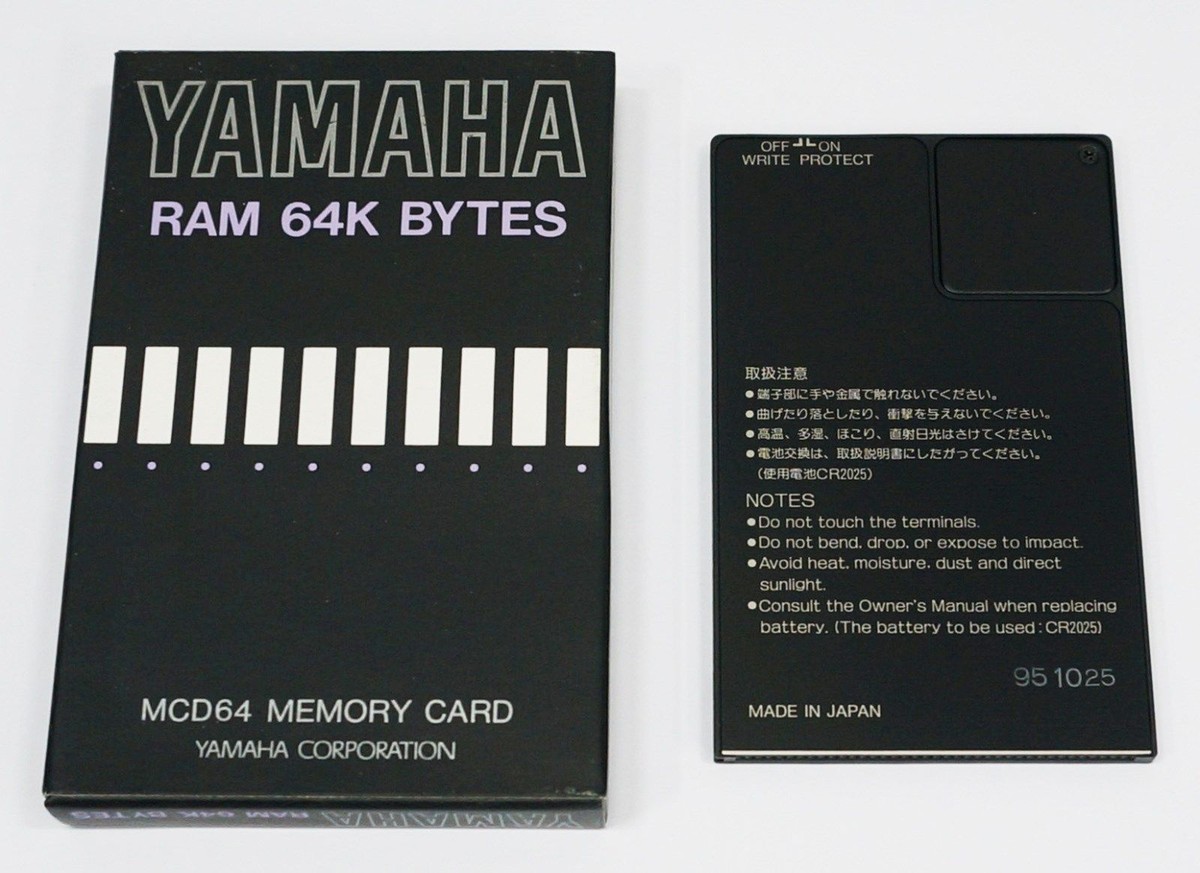 YAMAHA
RAM 64K BYTES
MCD64 MEMORY CARD
YAMAHA CORPORATION
YAMAHA
RAM 64K BYTES
OFF ON
WRITE PROTECT
取扱注意
●端子部に手や金属で触れないでください。
●曲げたり落としたり、衝撃を与えないでください。
●高温、多湿、ほこり、直射日光はさけてください。
●電池交換は、取扱説明書にしたがってください。
(使用電池CR2025)
NOTES
●Do not touch the terminals.
●Do not bend, drop, or expose to impact.
●Avoid heat, moisture, dust and direct
sunlight.
●Consult the Owner's Manual when replacing
battery. (The battery to be used : CR2025)
951025
MADE IN JAPAN